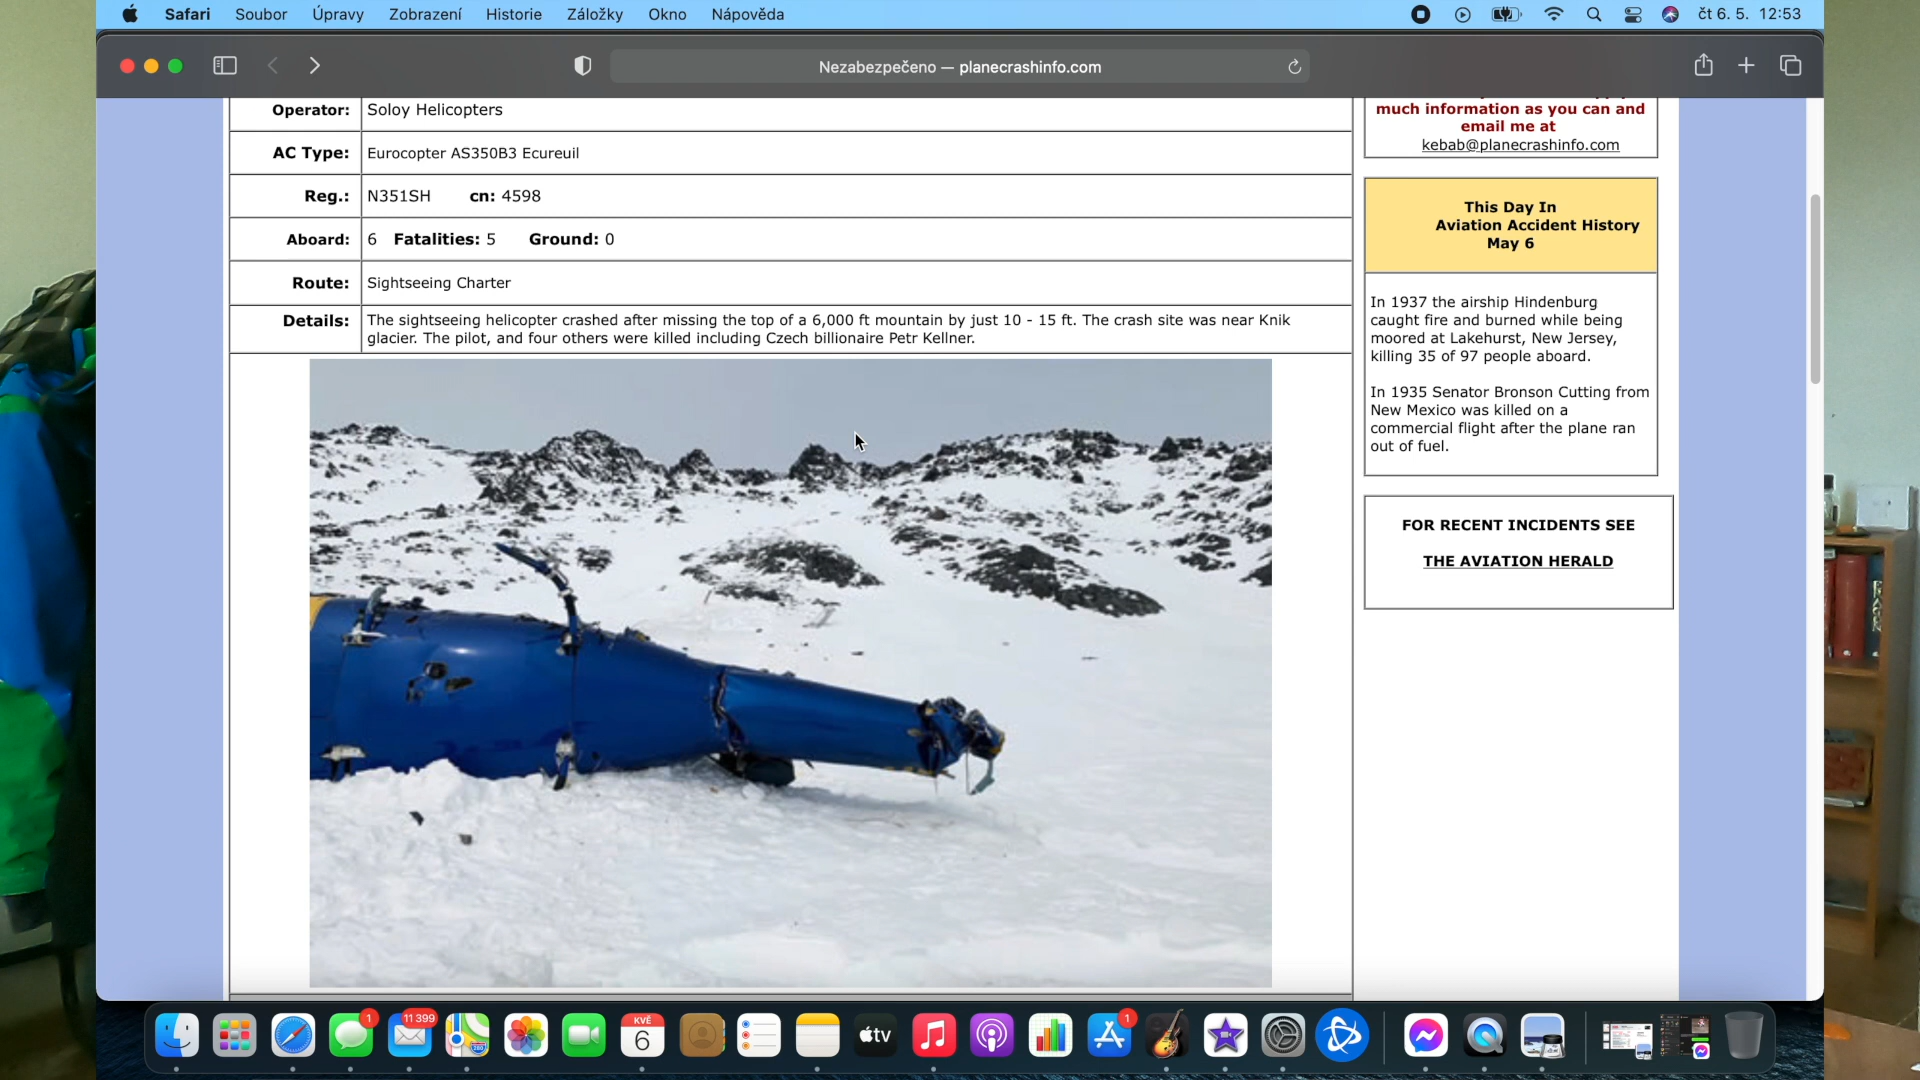 Safari Soubor Úpravy Zobrazení Historie Záložky Okno Nápověda čt 6. 5. 12:53
Nezabezpečeno — planecrashinfo.com
Operator: Soloy Helicopters
AC Type: Eurocopter AS350B3 Ecureuil
Reg.: N351SH cn: 4598
Aboard: 6 Fatalities: 5 Ground: 0
Route: Sightseeing Charter
Details: The sightseeing helicopter crashed after missing the top of a 6,000 ft mountain by just 10 - 15 ft. The crash site was near Knik
glacier. The pilot, and four others were killed including Czech billionaire Petr Kellner.
much information as you can and
email me at
kebab@planecrashinfo.com
This Day In
Aviation Accident History
May 6
In 1937 the airship Hindenburg
caught fire and burned while being
moored at Lakehurst, New Jersey,
killing 35 of 97 people aboard.
In 1935 Senator Bronson Cutting from
New Mexico was killed on a
commercial flight after the plane ran
out of fuel.
FOR RECENT INCIDENTS SEE
THE AVIATION HERALD
1
11 399
KVĚ
6
tv
1